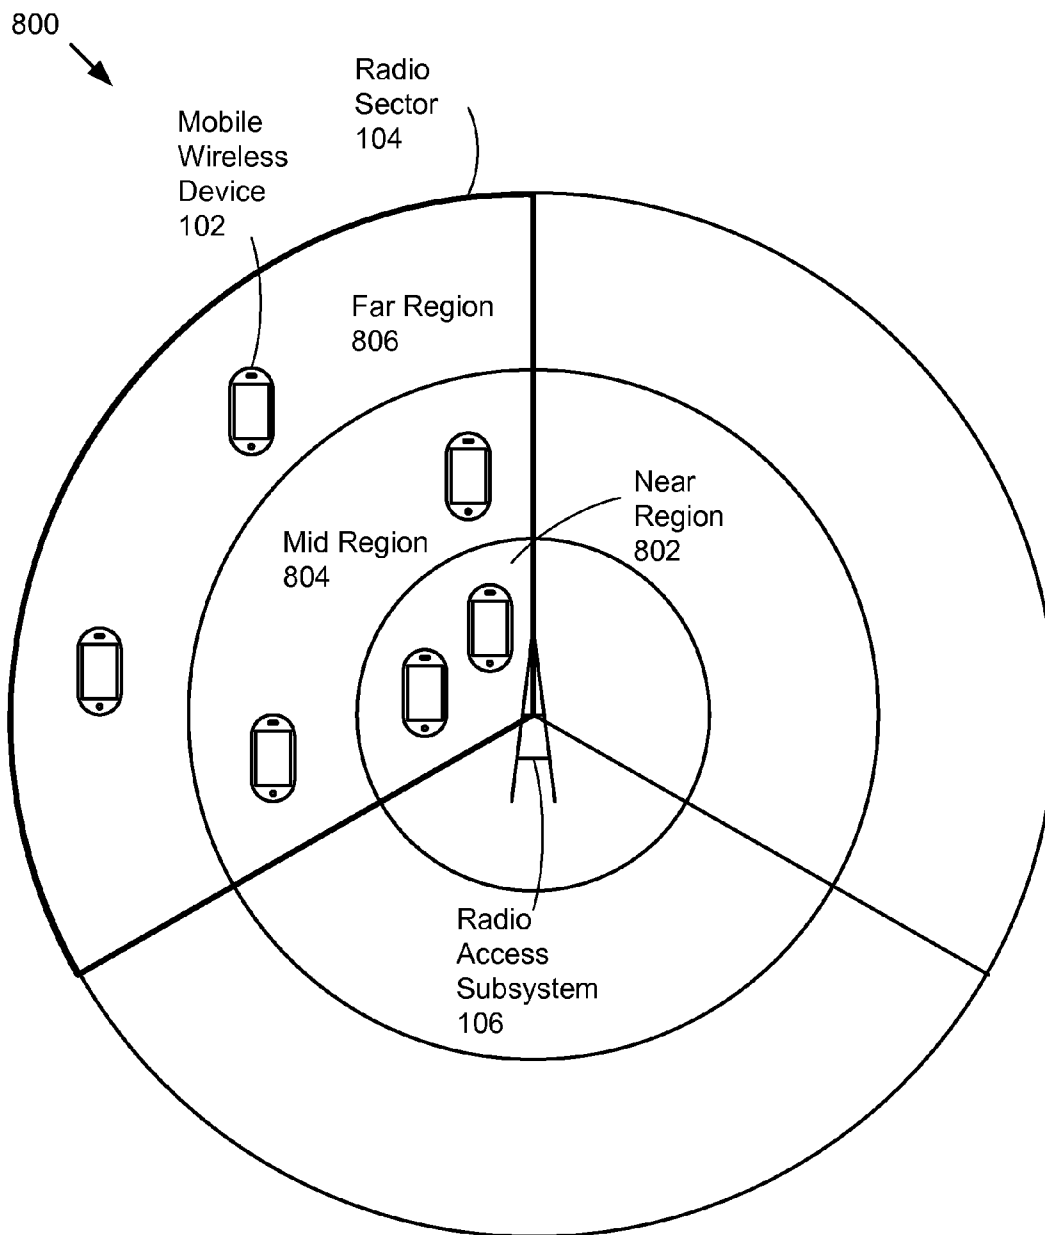 800
Radio
Sector
104
Mobile
Wireless
Device
102
Far Region
806
Near
Region
802
Mid Region
804
Radio
Access
Subsystem
106